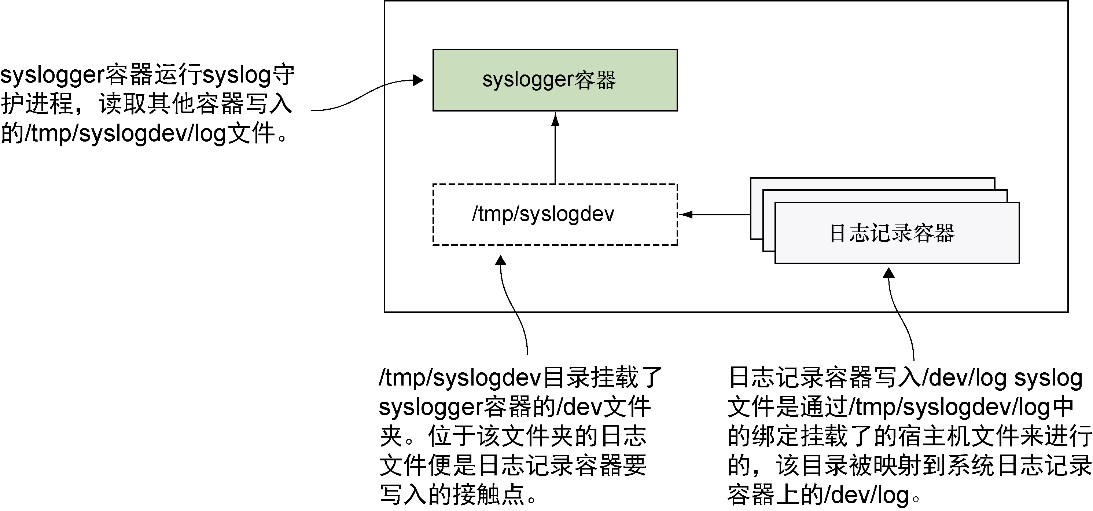 syslogger容器运行syslog守
护进程，读取其他容器写入
的/tmp/syslogdev/log文件。
syslogger容器
/tmp/syslogdev
日志记录容器
/tmp/syslogdev目录挂载了
syslogger容器的/dev文件
夹。位于该文件夹的日志
文件便是日志记录容器要
写入的接触点。
日志记录容器写入/dev/log syslog
文件是通过/tmp/syslogdev/log中
的绑定挂载了的宿主机文件来进行
的，该目录被映射到系统日志记录
容器上的/dev/log。